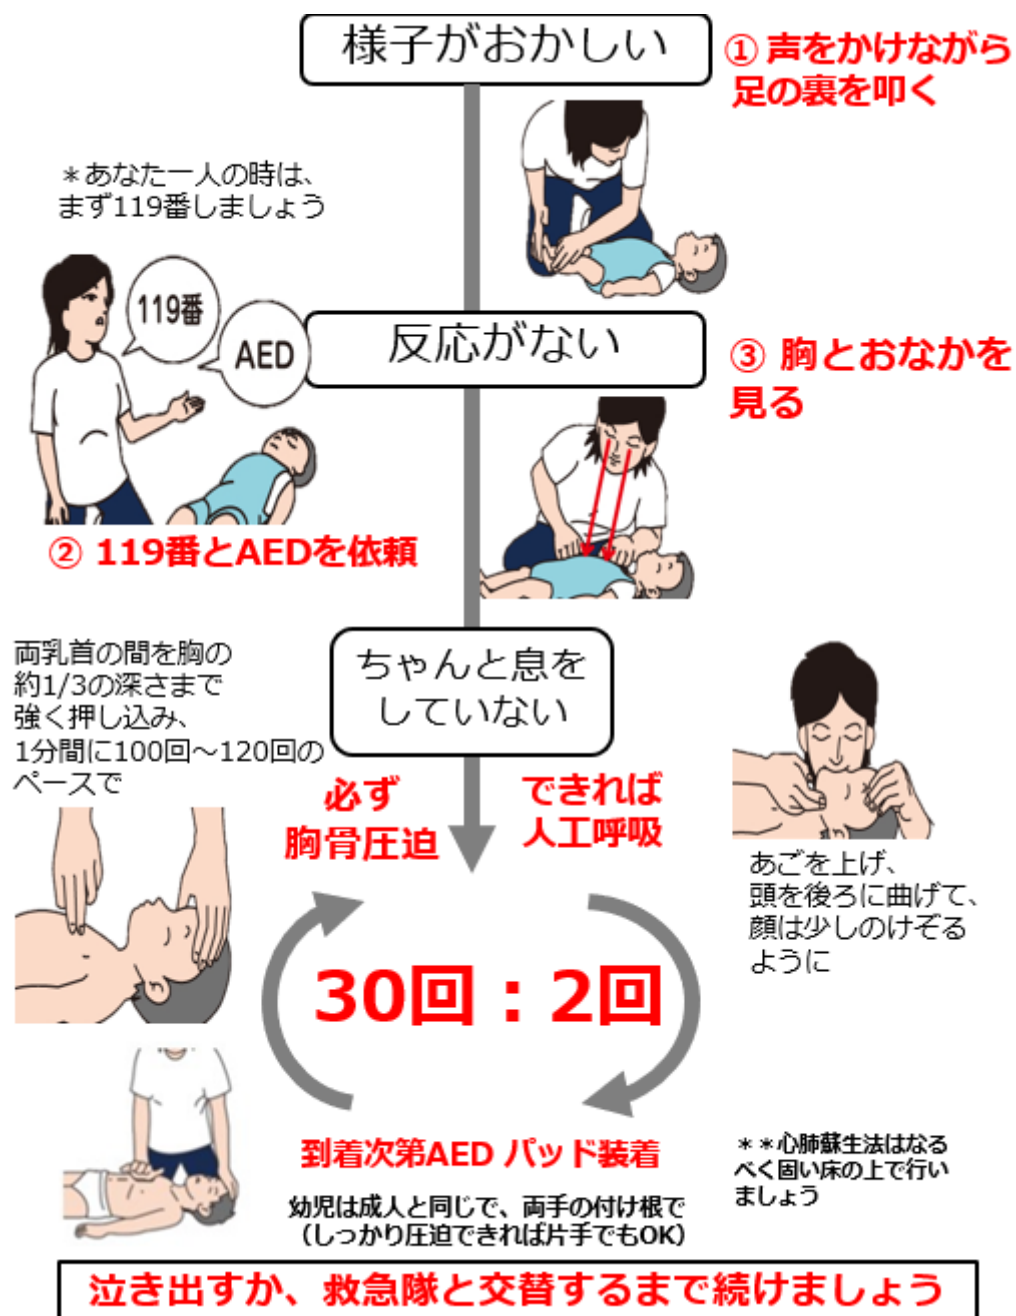 様子がおかしい
① 声をかけながら
足の裏を叩く
＊あなた一人の時は、
まず119番しましょう
119番
AED
反応がない
② 119番とAEDを依頼
③ 胸とおなかを
見る
ちゃんと息を
していない
両乳首の間を胸の
約1/3の深さまで
強く押し込み、
1分間に100回～120回の
ペースで
必ず
胸骨圧迫
できれば
人工呼吸
あごを上げ、
頭を後ろに曲げて、
顔は少しのけぞる
ように
30回：2回
到着次第AED パッド装着
幼児は成人と同じで、両手の付け根で
（しっかり圧迫できれば片手でもOK）
＊＊心肺蘇生法はなる
べく固い床の上で行い
ましょう
泣き出すか、救急隊と交替するまで続けましょう